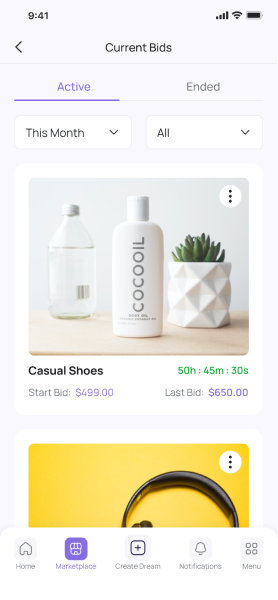 9:41
Current Bids
Active Ended
This Month All
COCOOIL
BODY OIL
Casual Shoes 50h : 45m : 30s
Start Bid: $499.00 Last Bid: $650.00
Home Marketplace Create Dream Notifications Menu